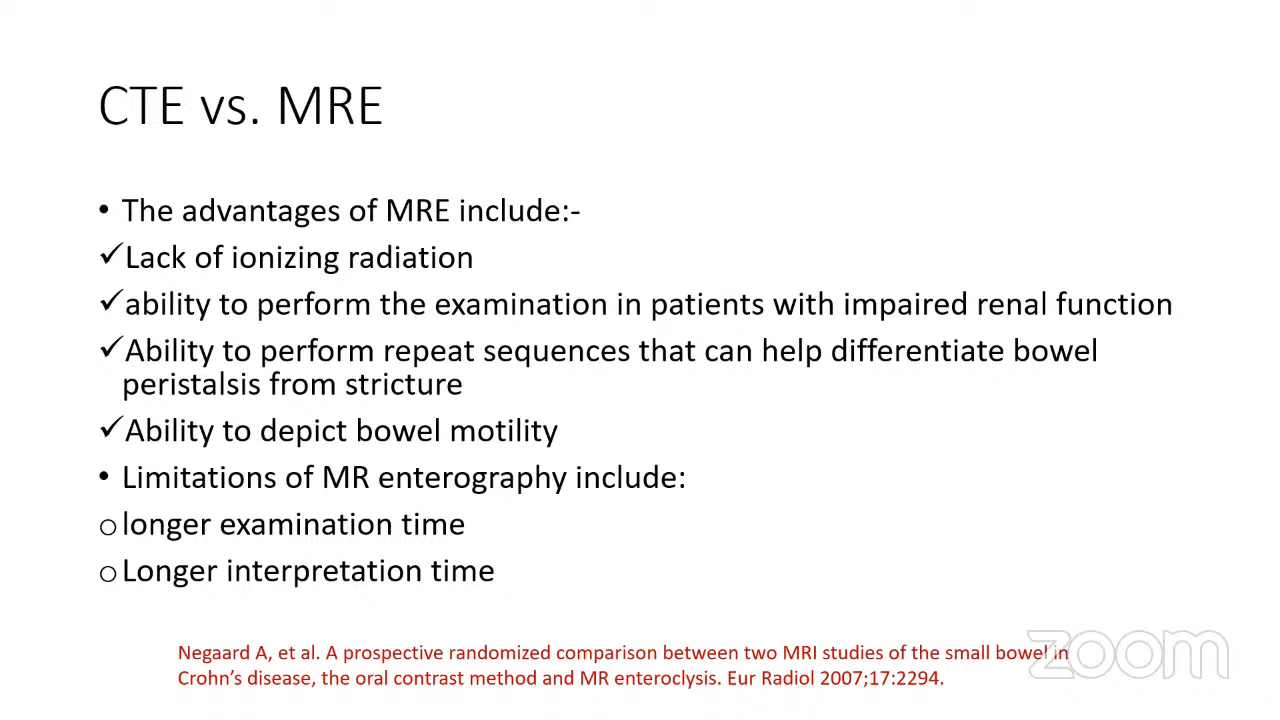 CTE vs. MRE
• The advantages of MRE include:-
✓Lack of ionizing radiation
✓ability to perform the examination in patients with impaired renal function
✓Ability to perform repeat sequences that can help differentiate bowel
peristalsis from stricture
✓Ability to depict bowel motility
• Limitations of MR enterography include:
o longer examination time
o Longer interpretation time
Negaard A, et al. A prospective randomized comparison between two MRI studies of the small bowel in
Crohn’s disease, the oral contrast method and MR enteroclysis. Eur Radiol 2007;17:2294.
zoom